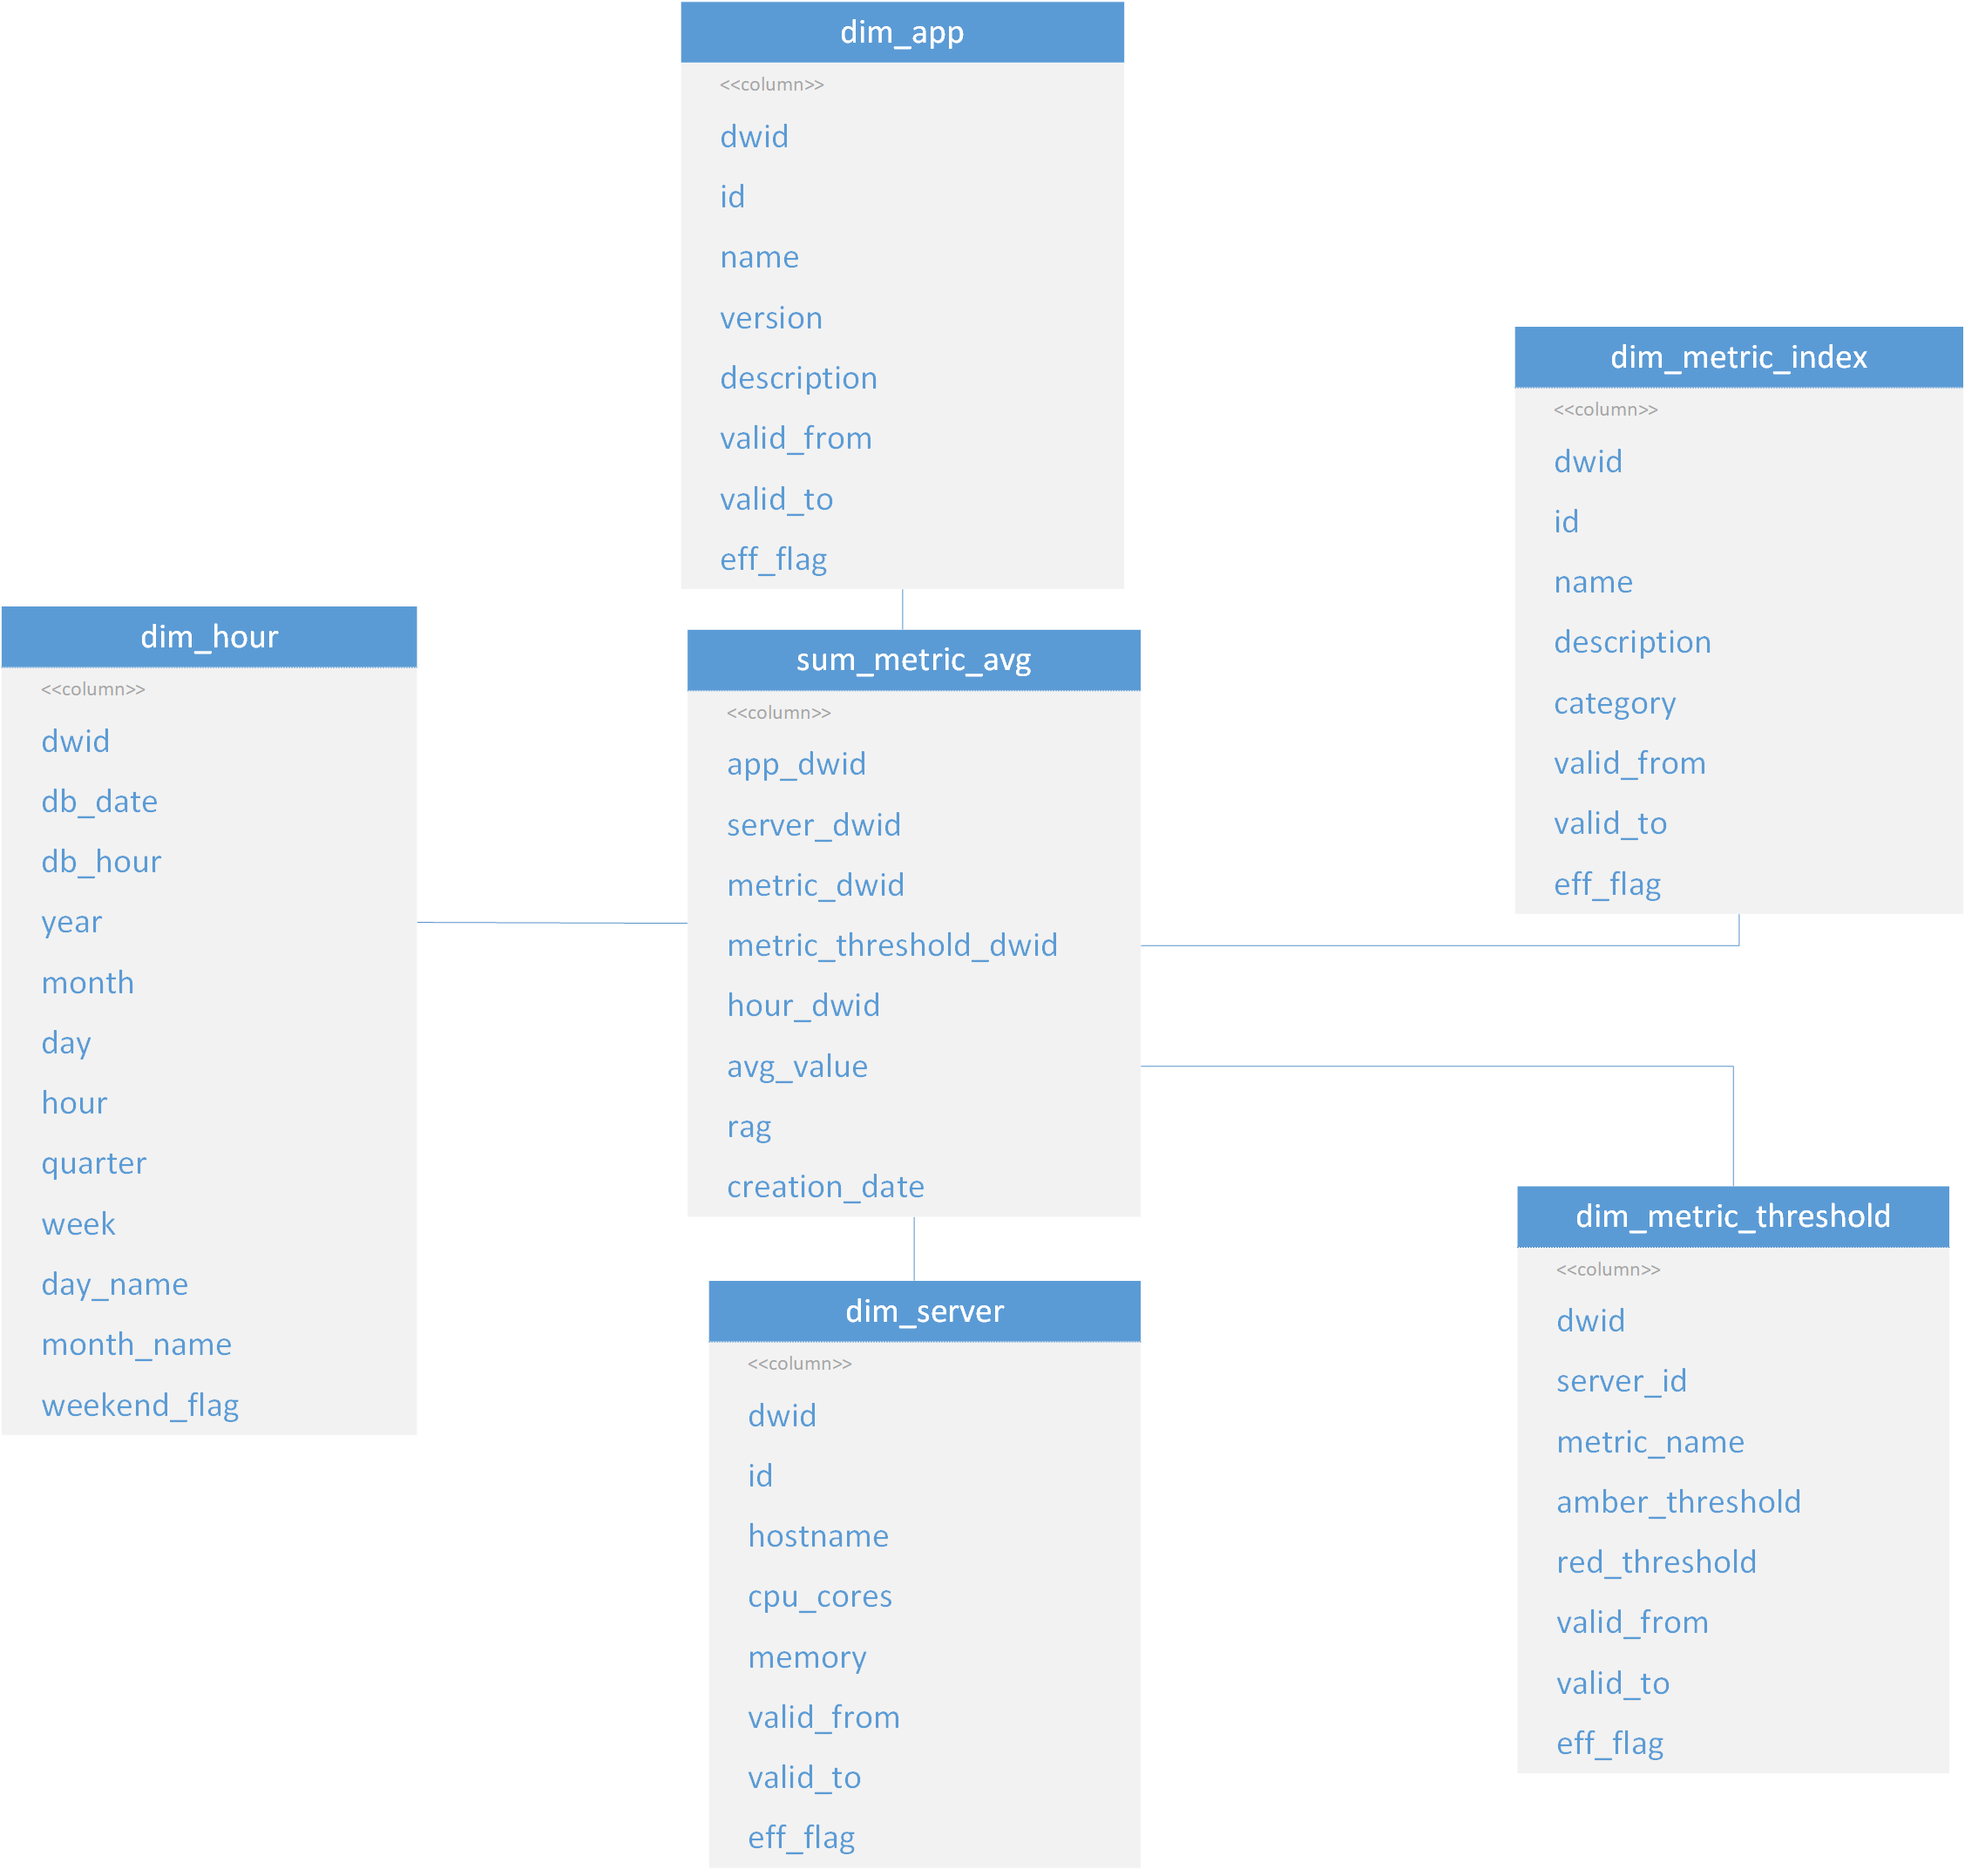 dim_app
<<column>>
dwid
id
name
version
description
valid_from
valid_to
eff_flag
dim_metric_index
<<column>>
dwid
id
name
description
category
valid_from
valid_to
eff_flag
dim_hour
<<column>>
dwid
db_date
db_hour
year
month
day
hour
quarter
week
day_name
month_name
weekend_flag
sum_metric_avg
<<column>>
app_dwid
server_dwid
metric_dwid
metric_threshold_dwid
hour_dwid
avg_value
rag
creation_date
dim_metric_threshold
<<column>>
dwid
server_id
metric_name
amber_threshold
red_threshold
valid_from
valid_to
eff_flag
dim_server
<<column>>
dwid
id
hostname
cpu_cores
memory
valid_from
valid_to
eff_flag